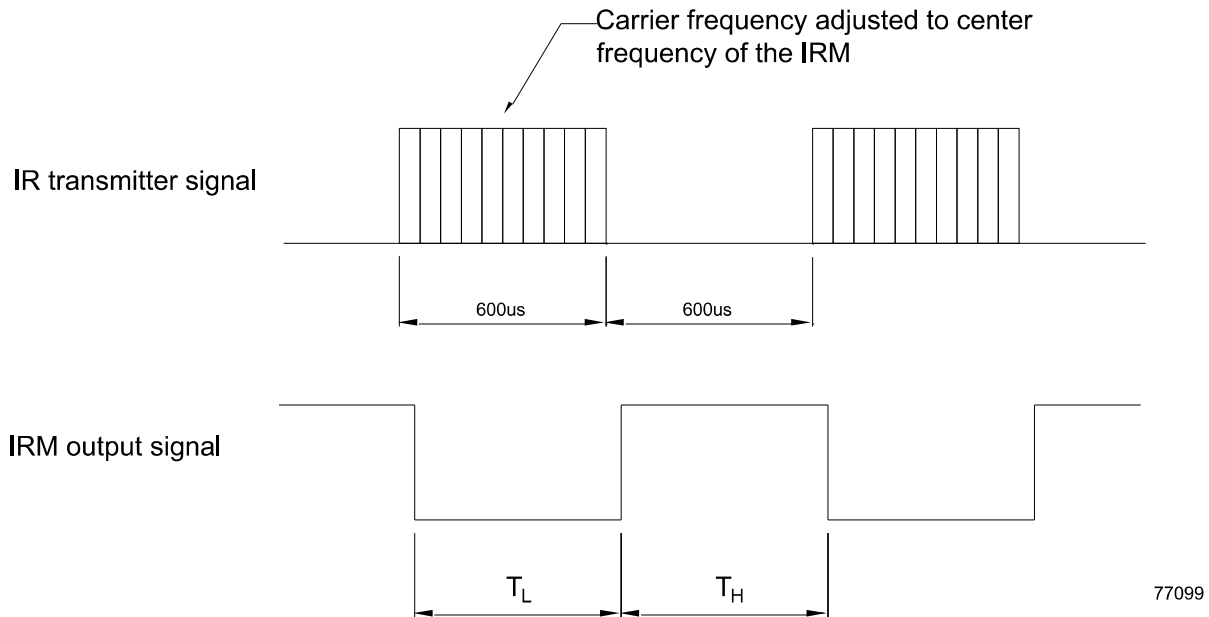 Carrier frequency adjusted to center
frequency of the IRM
IR transmitter signal
600us
600us
IRM output signal
TL
TH
77099